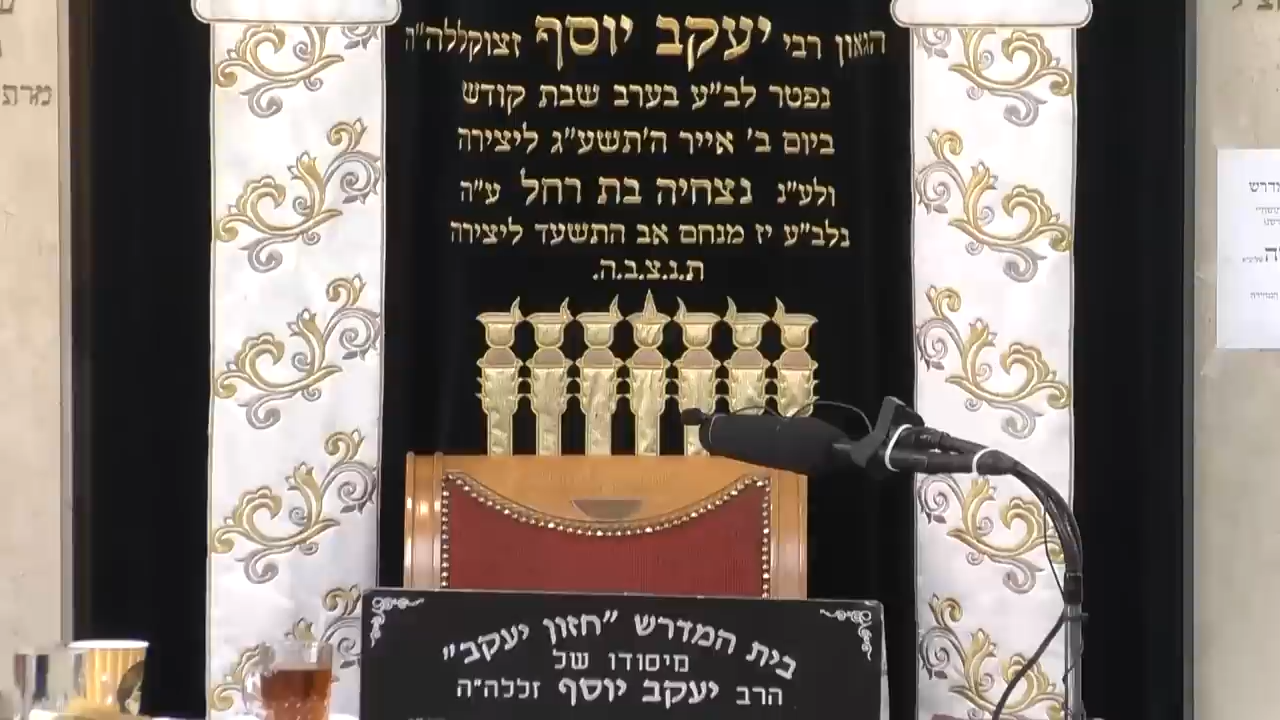 הגאון רבי יעקב יוסף זצוקללה"ה
נפטר לב"ע בערב שבת קודש
ביום ב' אייר ה'תשע"ג ליצירה
ולע"נ נצחיה בת רחל ע"ה
נלב"ע יז מנחם אב התשעד ליצירה
ת.נ.צ.ב.ה.
בית המדרש "חזון יעקב"
מיסודו של
הרב יעקב יוסף זללה"ה
מרת